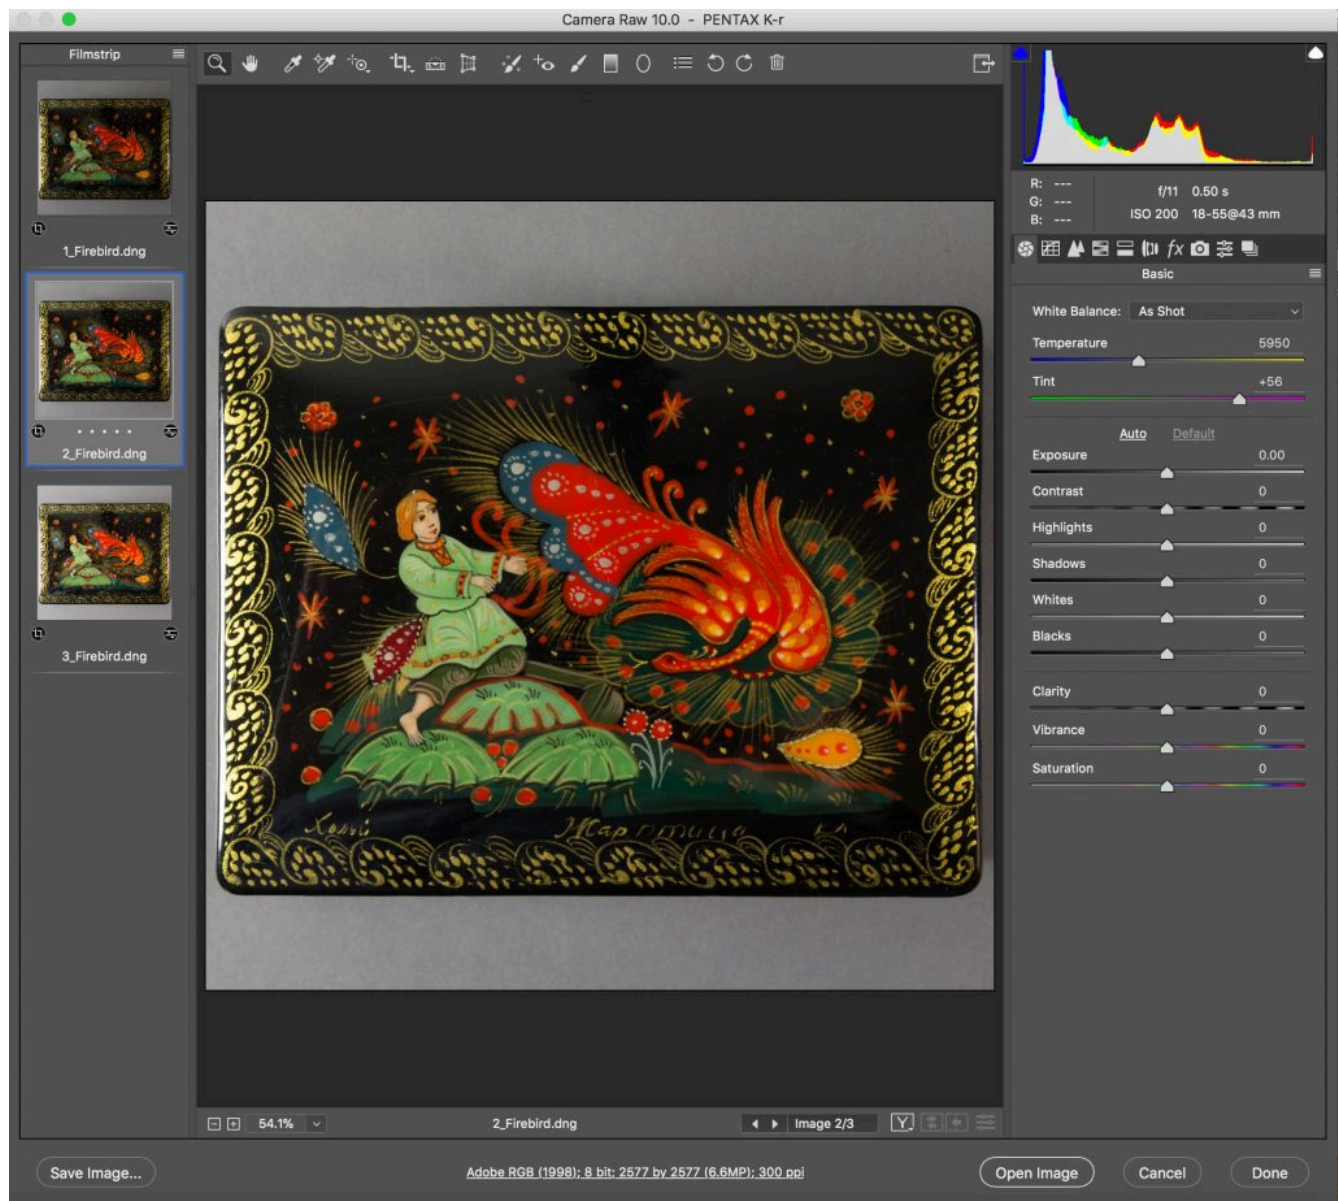 Camera Raw 10.0 - PENTAX K-r
Filmstrip
1_Firebird.dng
2_Firebird.dng
3_Firebird.dng
Жар птица
54.1%
2_Firebird.dng
Image 2/3
Y
R: ---
G: ---
B: ---
f/11 0.50 s
ISO 200 18-55@43 mm
fx
Basic
White Balance: As Shot
Temperature 5950
Tint +56
Auto Default
Exposure 0.00
Contrast 0
Highlights 0
Shadows 0
Whites 0
Blacks 0
Clarity 0
Vibrance 0
Saturation 0
Save Image...
Adobe RGB (1998); 8 bit; 2577 by 2577 (6.6MP); 300 ppi
Open Image
Cancel
Done